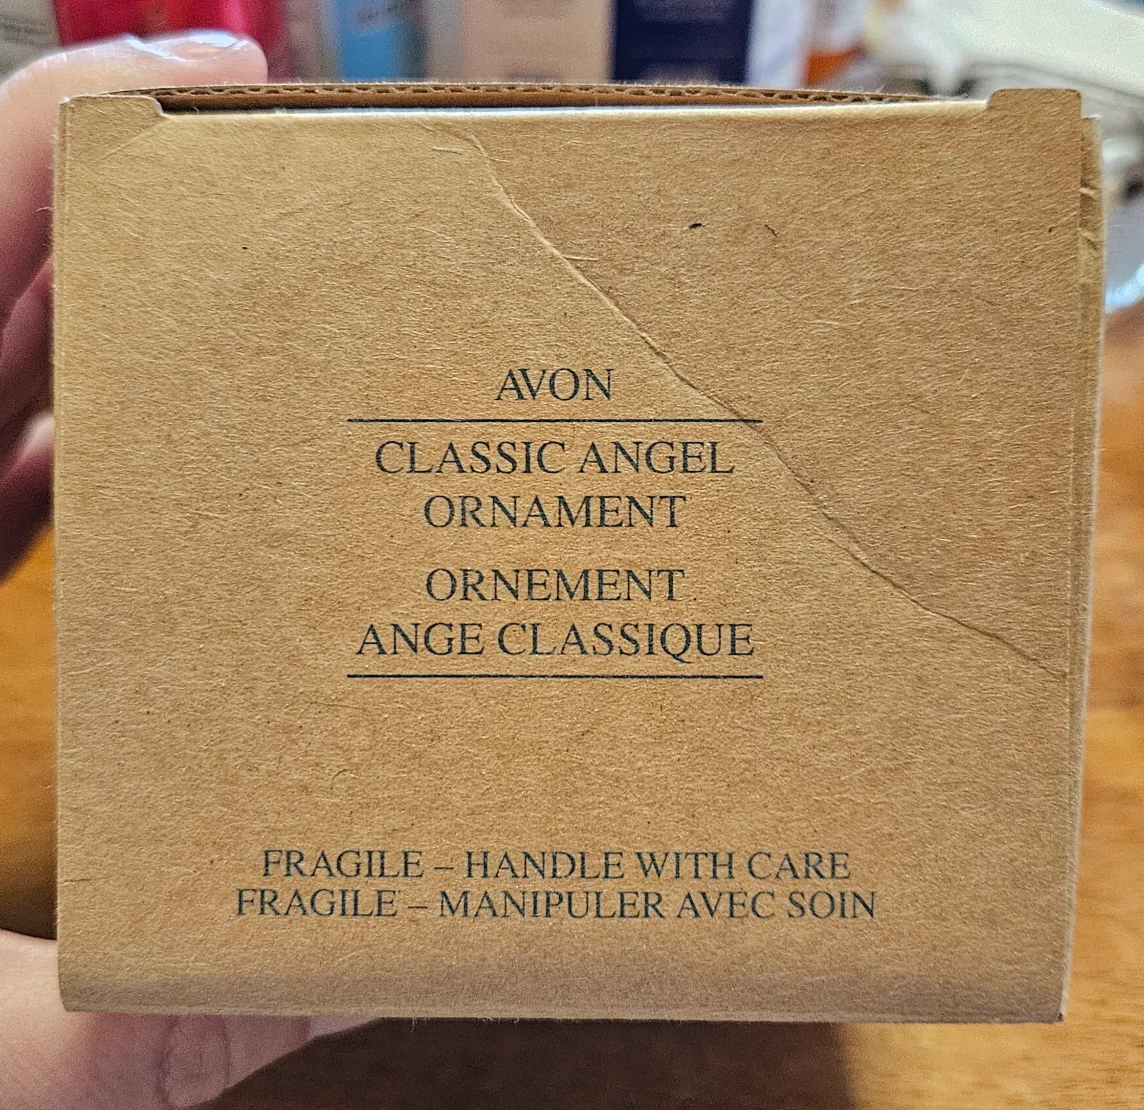 AVON
CLASSIC ANGEL
ORNAMENT
ORNEMENT
ANGE CLASSIQUE
FRAGILE – HANDLE WITH CARE
FRAGILE – MANIPULER AVEC SOIN